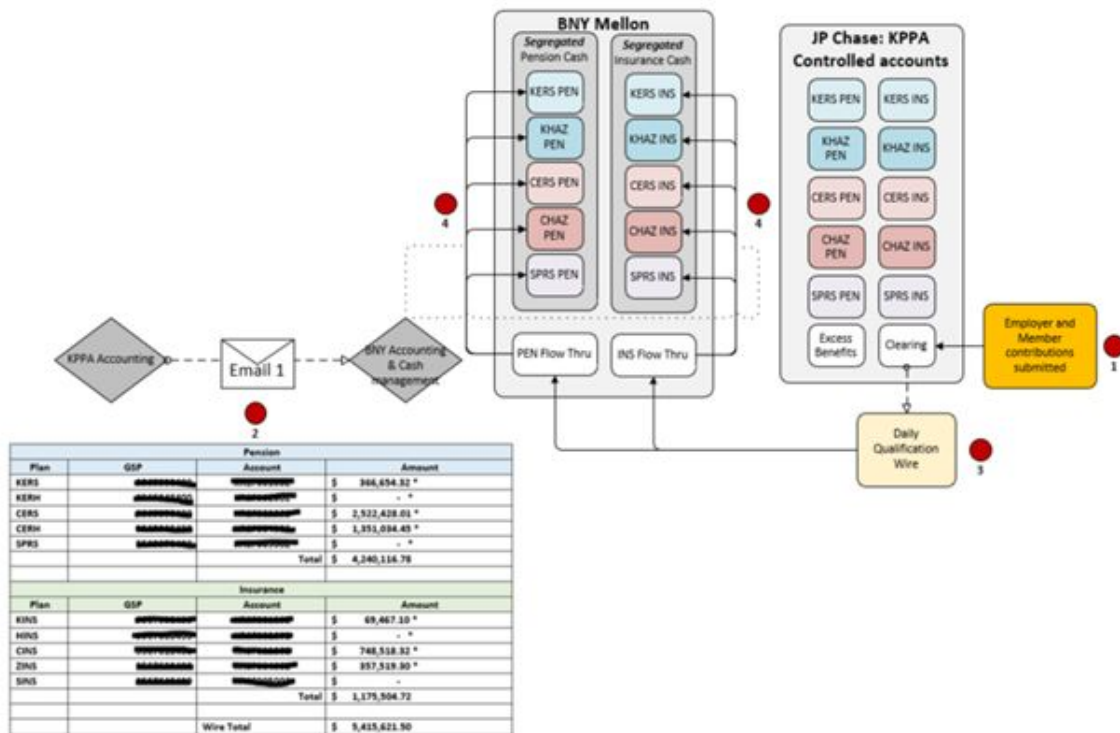 BNY Mellon
Segregated
Pension Cash
KERS PEN
KHAZ
PEN
CERS PEN
CHAZ
PEN
SPRS PEN
PEN Flow Thru
Segregated
Insurance Cash
KERS INS
KHAZ INS
CERS INS
CHAZ INS
SPRS INS
INS Flow Thru
JP Chase: KPPA
Controlled accounts
KERS PEN
KERS INS
KHAZ
PEN
KHAZ INS
CERS PEN
CERS INS
CHAZ
PEN
CHAZ INS
SPRS PEN
SPRS INS
Excess
Benefits
Clearing
Employer and
Member
contributions
submitted
1
4
4
KPPA Accounting
Email 1
BNY Accounting
& Cash
management
2
Daily
Qualification
Wire
3
Pension
Plan GSP Account Amount
KERS $ 366,654.32 *
KERH $ - *
CERS $ 2,522,428.01 *
CERH $ 1,351,034.45 *
SPRS $ - *
Total $ 4,240,116.78
Insurance
Plan GSP Account Amount
KINS $ 69,467.10 *
HINS $ - *
CINS $ 748,518.32 *
ZINS $ 357,519.30 *
SINS $ -
Total $ 1,175,504.72
Wire Total $ 5,415,621.50